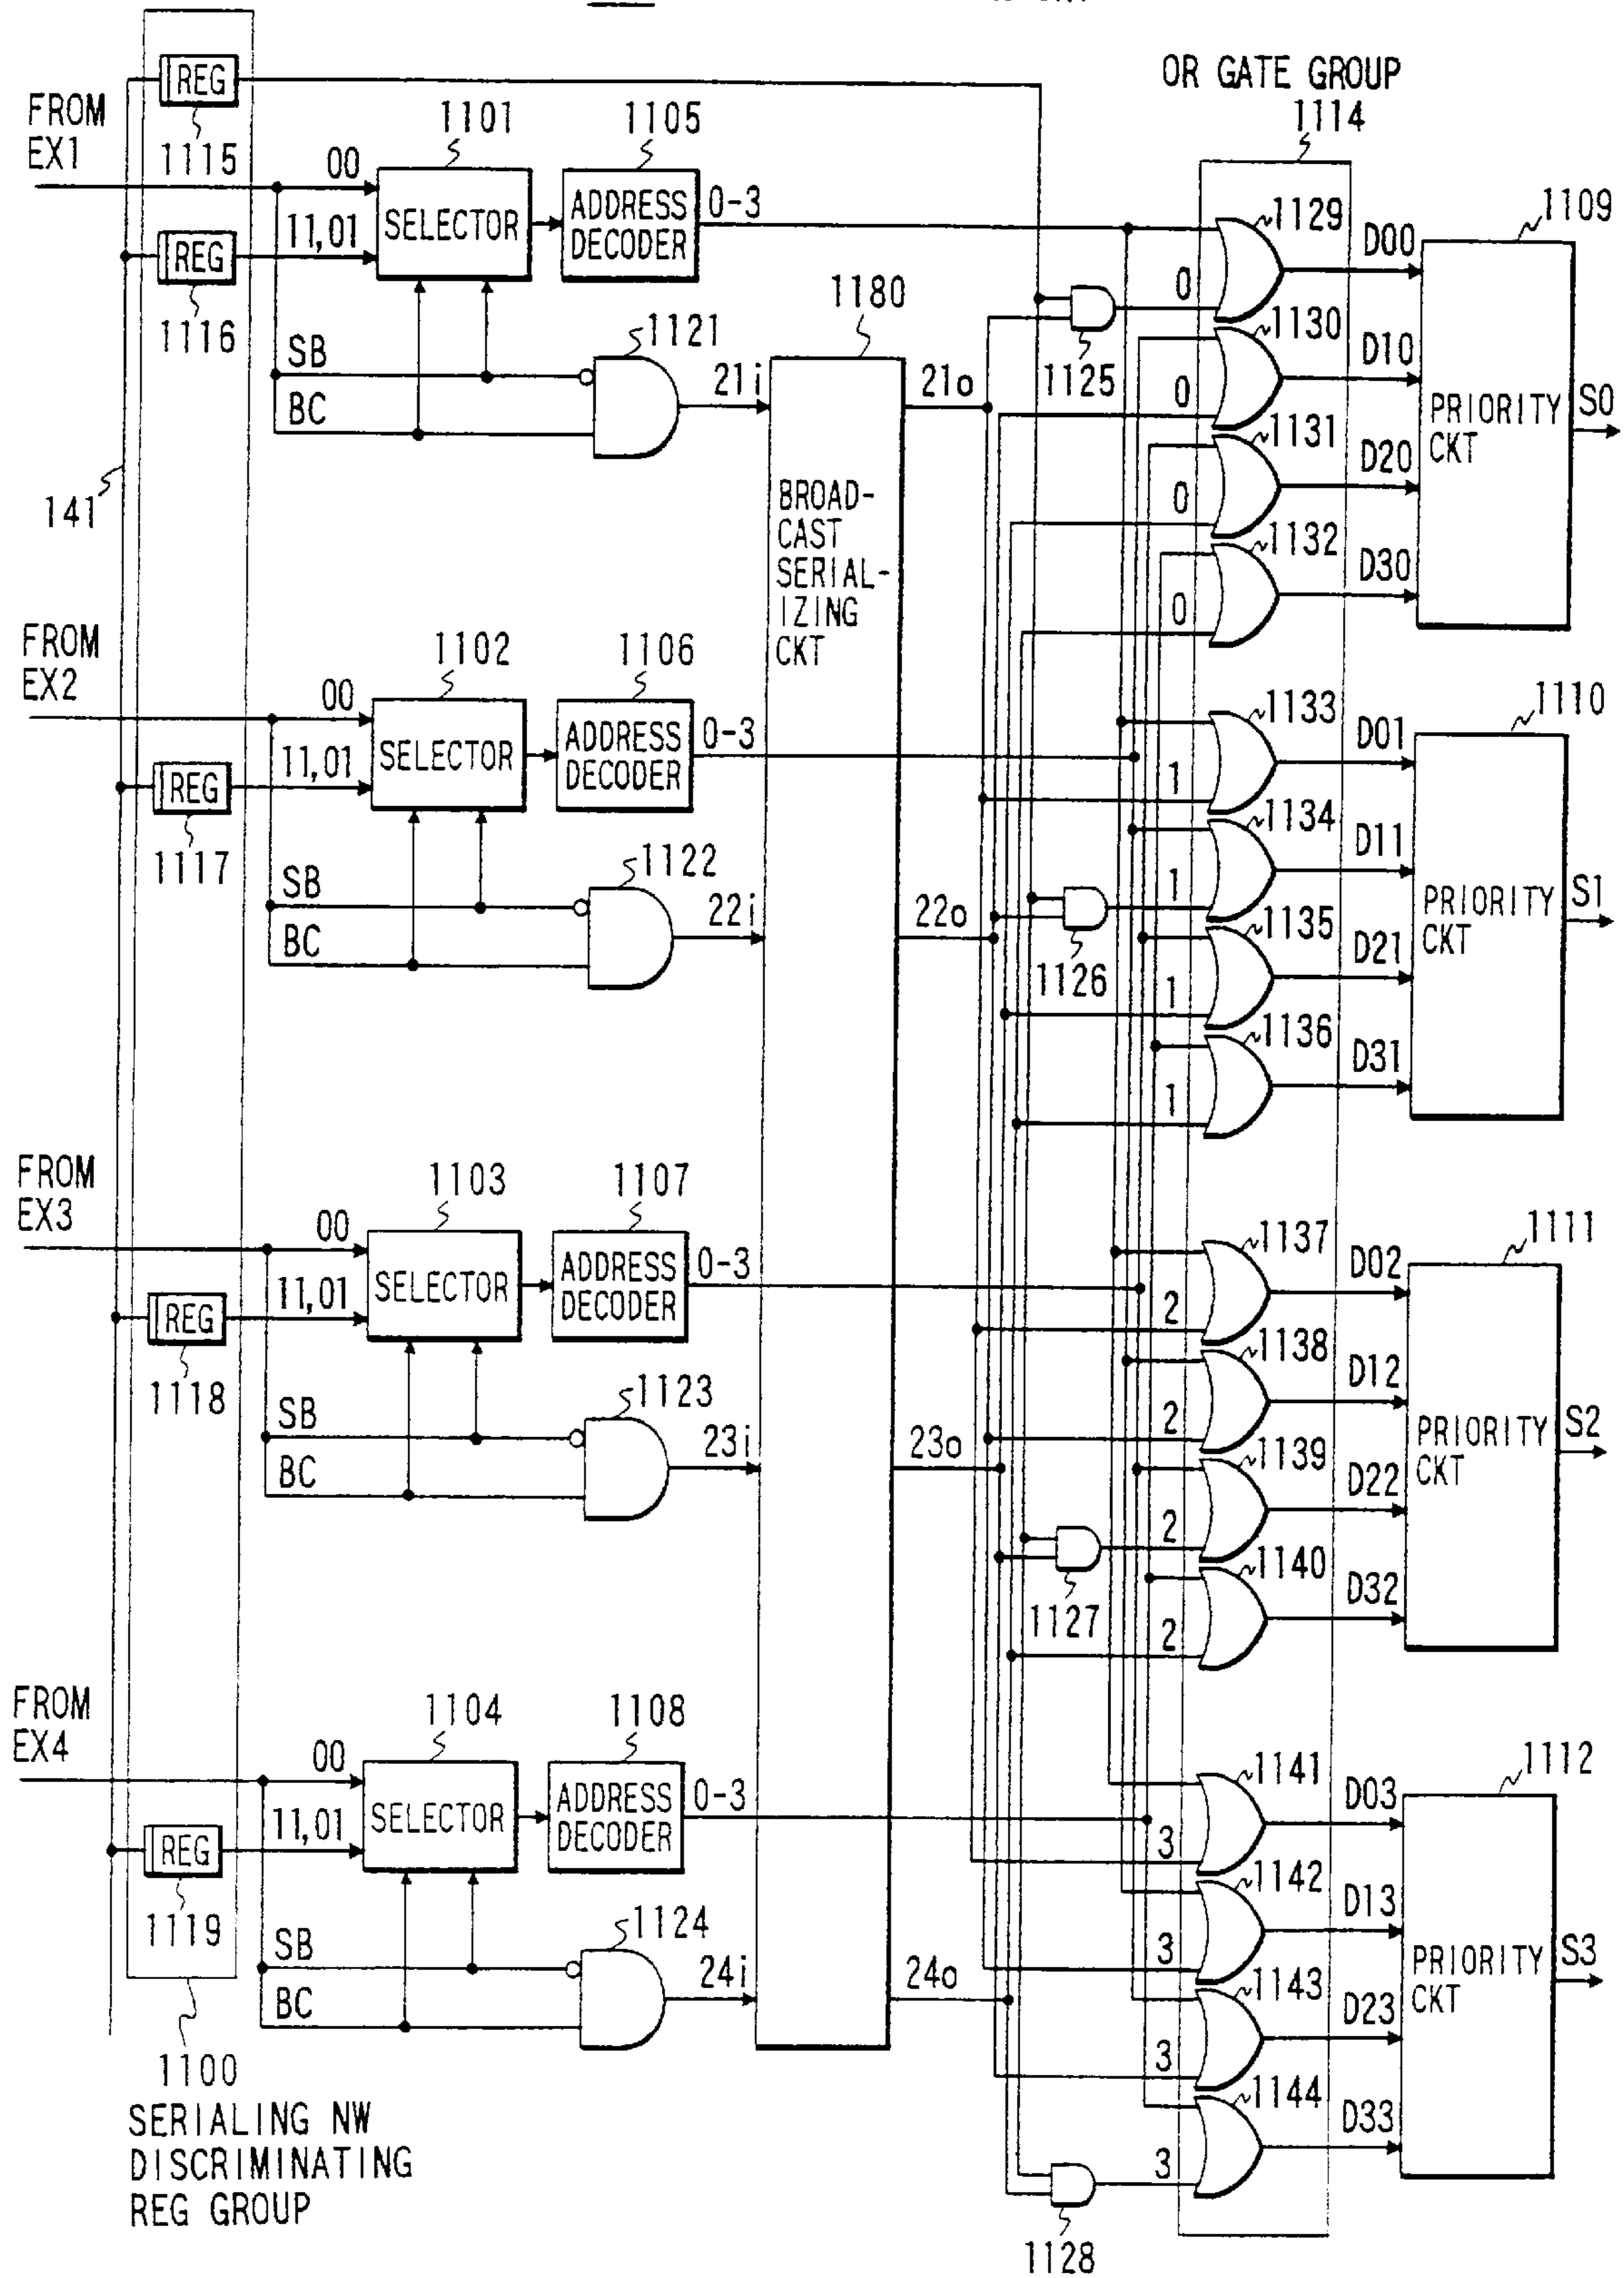 OR GATE GROUP
1114
FROM
EX1
REG
1115
00
1101
1105
SELECTOR
ADDRESS
DECODER
0-3
REG
11,01
1116
SB
BC
1121
21i
1180
21o
141
BROAD-
CAST
SERIAL-
IZING
CKT
1125
0
1129
D00
1109
0
1130
D10
0
1131
D20
0
1132
D30
PRIORITY
CKT
S0
FROM
EX2
00
1102
1106
SELECTOR
ADDRESS
DECODER
0-3
REG
11,01
1117
SB
BC
1122
22i
22o
1126
1
1133
D01
1110
1
1134
D11
1
1135
D21
1
1136
D31
PRIORITY
CKT
S1
FROM
EX3
00
1103
1107
SELECTOR
ADDRESS
DECODER
0-3
REG
11,01
1118
SB
BC
1123
23i
23o
1127
2
1137
D02
1111
2
1138
D12
2
1139
D22
2
1140
D32
PRIORITY
CKT
S2
FROM
EX4
00
1104
1108
SELECTOR
ADDRESS
DECODER
0-3
REG
11,01
1119
SB
BC
1124
24i
24o
1128
3
1141
D03
1112
3
1142
D13
3
1143
D23
3
1144
D33
PRIORITY
CKT
S3
1100
SERIALING NW
DISCRIMINATING
REG GROUP